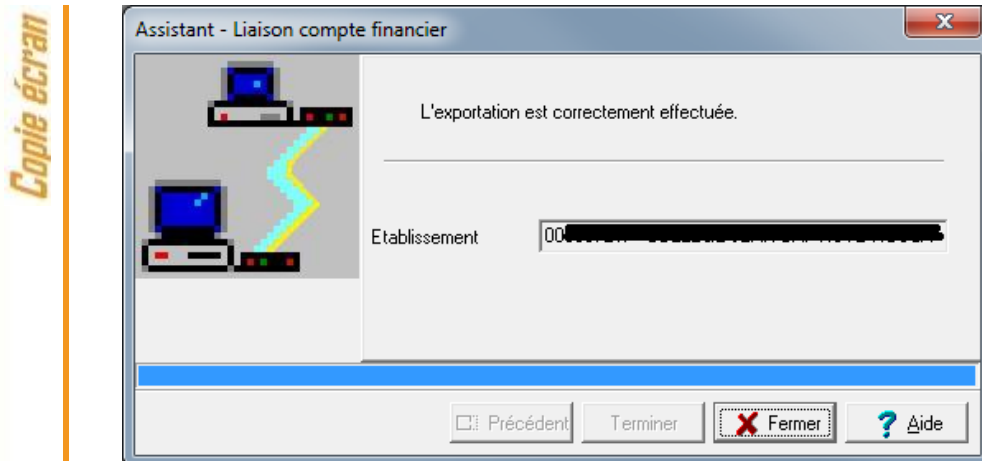 Copie écran
Assistant - Liaison compte financier
L'exportation est correctement effectuée.
Etablissement
00
Précédent
Terminer
Fermer
Aide